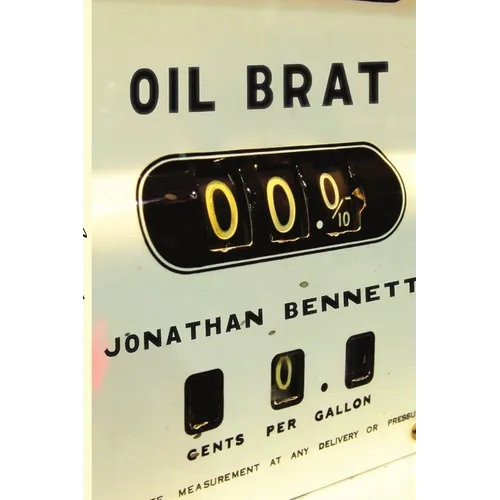 OIL BRAT
00.0/10
JONATHAN BENNETT
0.
CENTS PER GALLON
MEASUREMENT AT ANY DELIVERY OR